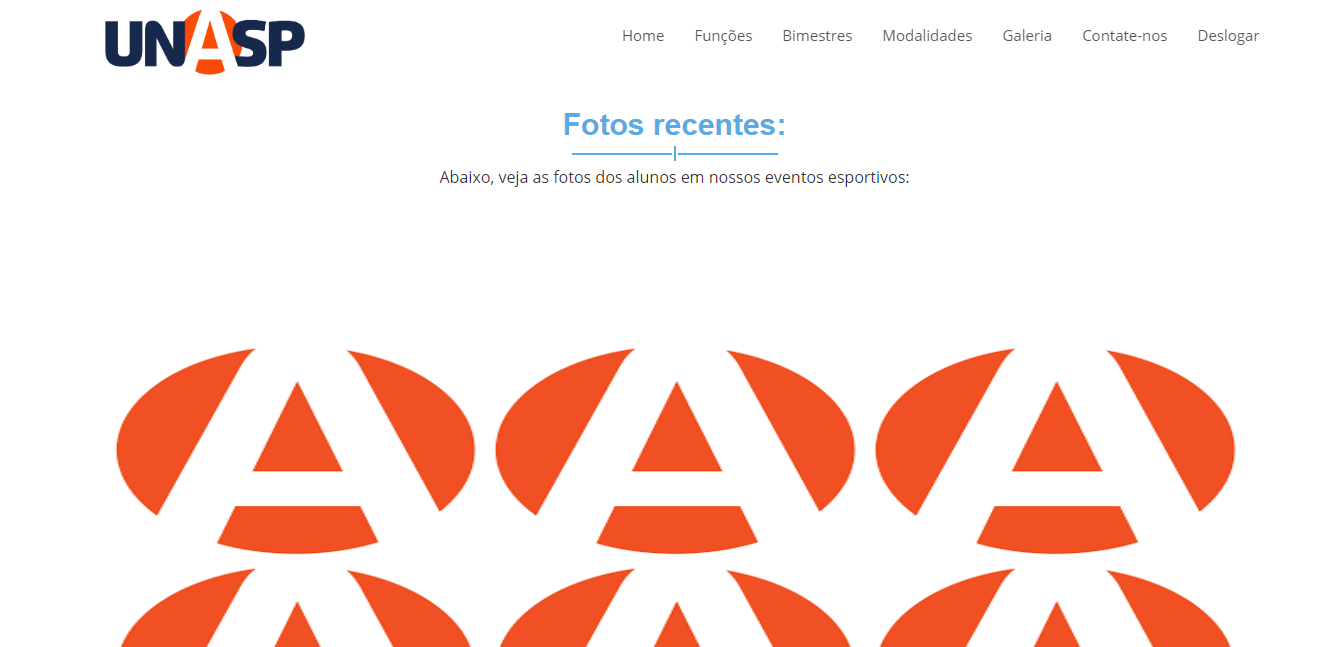 UNASP
Home Funções Bimestres Modalidades Galeria Contate-nos Deslogar
Fotos recentes:
Abaixo, veja as fotos dos alunos em nossos eventos esportivos: